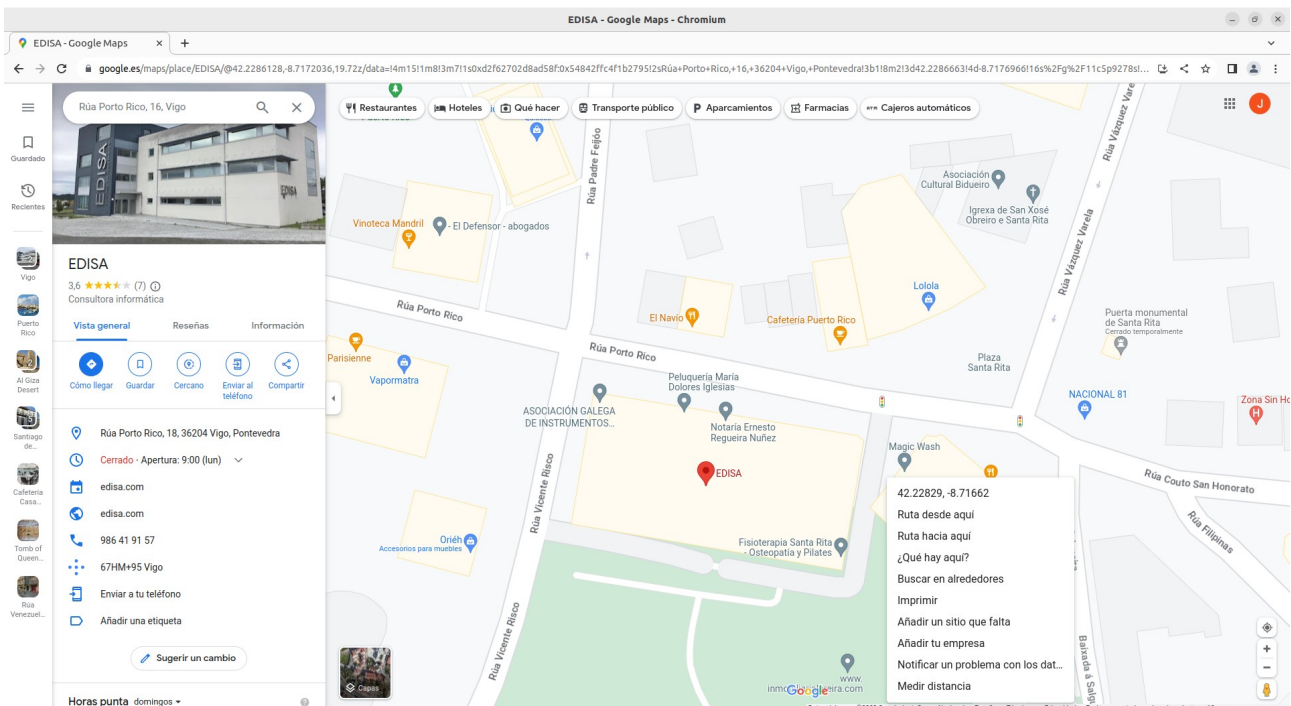 EDISA - Google Maps - Chromium
EDISA - Google Maps
google.es/maps/place/EDISA/@42.2286128,-8.7172036,19.72z/data=!4m15!1m8!3m7!1s0xd2f62702d8ad58f:0x54842ffc4f1b2795!2sRúa+Porto+Rico,+16,+36204+Vigo,+Pontevedra!3b1!8m2!3d42.2286663!4d-8.7176966!16s%2Fg%2F11c5p9278s!...
Rúa Porto Rico, 16, Vigo
Restaurantes
Hoteles
Qué hacer
Transporte público
Aparcamientos
Farmacias
Cajeros automáticos
J
Guardado
Recientes
Vigo
Puerto
Rico
Al Giza
Desert
Santiago
de...
Cafetería
Casa...
Tomb of
Queen...
Rúa
Venezuel...
EDISA
EDISA
EDISA
3,6 (7)
Consultora informática
Vista general
Reseñas
Información
Cómo llegar
Guardar
Cercano
Enviar al
teléfono
Compartir
Rúa Porto Rico, 18, 36204 Vigo, Pontevedra
Cerrado · Apertura: 9:00 (lun)
edisa.com
edisa.com
986 41 91 57
67HM+95 Vigo
Enviar a tu teléfono
Añadir una etiqueta
Sugerir un cambio
Horas punta domingos
Rúa Padre Feijóo
Rúa Vázquez Vare
Asociación
Cultural Bidueiro
Igrexa de San Xosé
Obreiro e Santa Rita
Vinoteca Mandril
- El Defensor - abogados
Rúa Vázquez Varela
Lolola
Rúa Porto Rico
El Navío
Cafetería Puerto Rico
Puerta monumental
de Santa Rita
Cerrado temporalmente
Parisienne
Vapormatra
Rúa Porto Rico
Plaza
Santa Rita
Peluquería María
Dolores Iglesias
NACIONAL 81
Zona Sin Ho
ASOCIACIÓN GALEGA
DE INSTRUMENTOS...
Notaría Ernesto
Regueira Nuñez
Magic Wash
EDISA
Rúa Couto San Honorato
Rúa Filipinas
Rúa Vicente Risco
Oriéh
Accesorios para muebles
Fisioterapia Santa Rita
- Osteopatía y Pilates
42.22829, -8.71662
Ruta desde aquí
Ruta hacia aquí
¿Qué hay aquí?
Buscar en alrededores
Imprimir
Añadir un sitio que falta
Añadir tu empresa
Notificar un problema con los dat...
Medir distancia
Rúa Vicente Risco
Baixada á Salgu
Capas
www.
Google